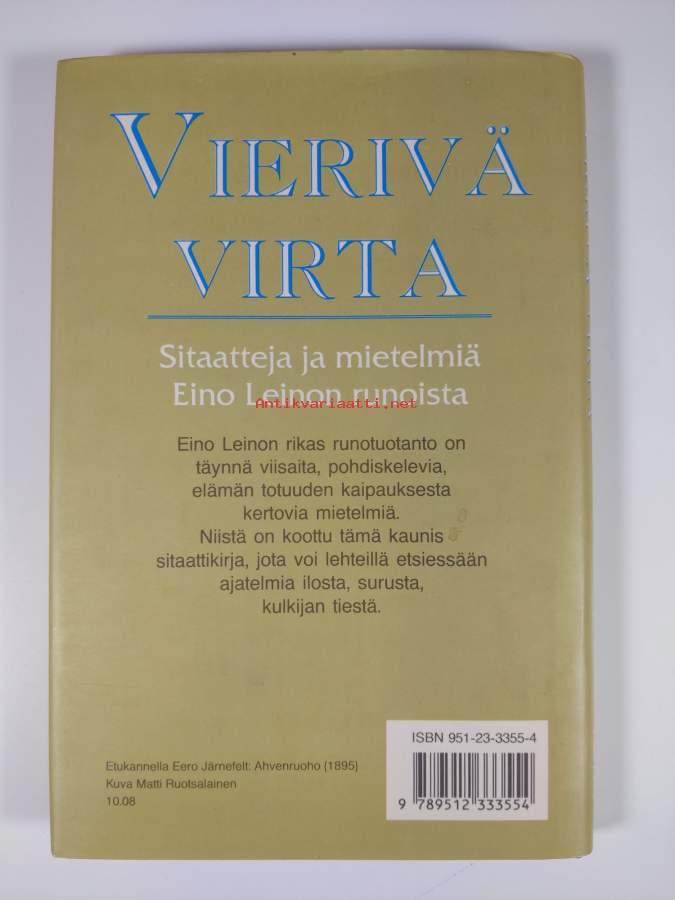 VIERIVÄ
VIRTA
Sitaatteja ja mietelmiä
Eino Leinon runoista
Antikvariaatti.net
Eino Leinon rikas runotuotanto on
täynnä viisaita, pohdiskelevia,
elämän totuuden kaipauksesta
kertovia mietelmiä.
Niistä on koottu tämä kaunis
sitaattikirja, jota voi lehteillä etsiessään
ajatelmia ilosta, surusta,
kulkijan tiestä.
ISBN 951-23-3355-4
Etukannella Eero Järnefelt: Ahvenruoho (1895)
Kuva Matti Ruotsalainen
10.08
9 789512 333554